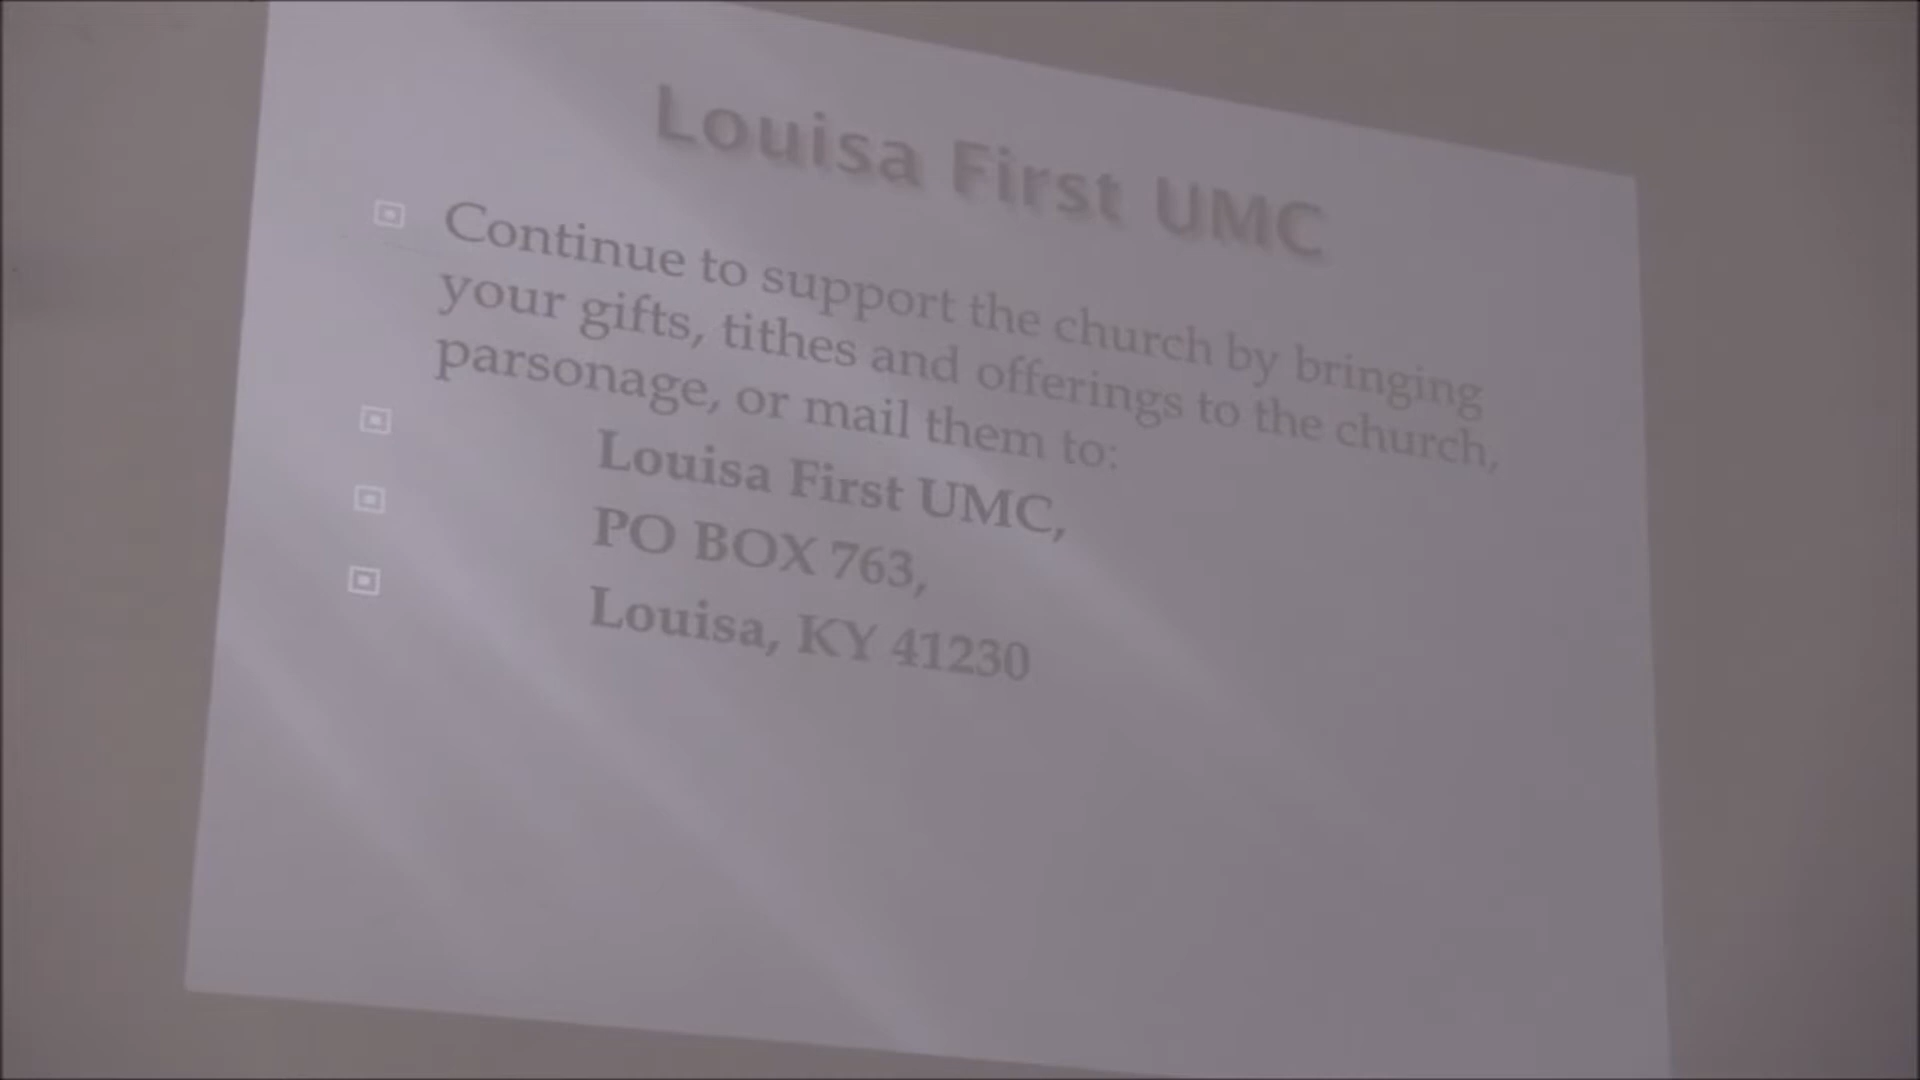 Louisa First UMC
Continue to support the church by bringing
your gifts, tithes and offerings to the church,
parsonage, or mail them to:
Louisa First UMC,
PO BOX 763,
Louisa, KY 41230